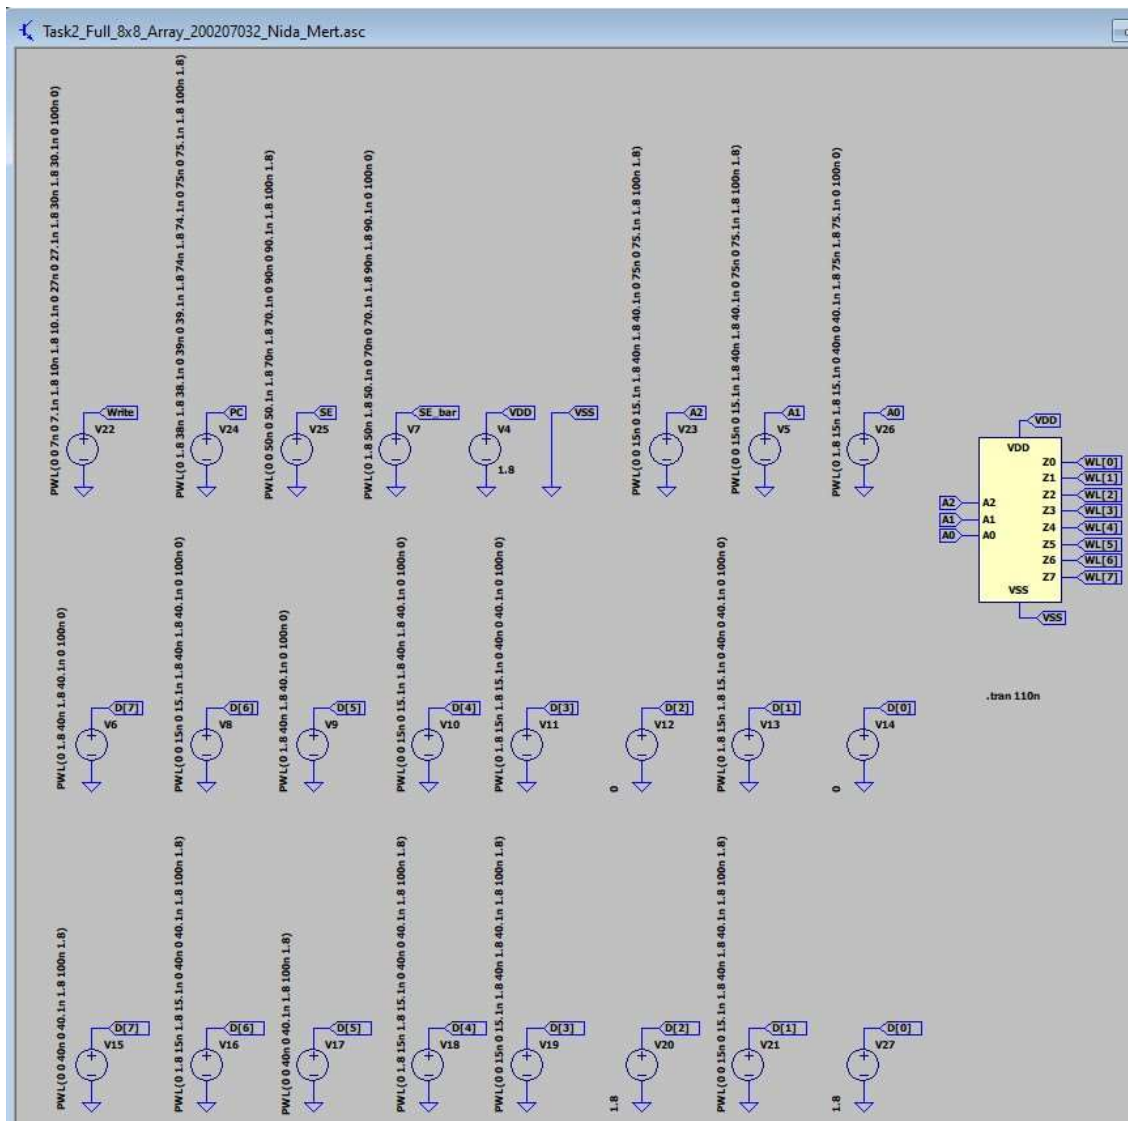 Task2_Full_8x8_Array_200207032_Nida_Mert.asc
PWL(0 0 7n 0 7.1n 1.8 10n 1.8 10.1n 0 27n 0 27.1n 1.8 30n 1.8 30.1n 0 100n 0)
Write
V22
PWL(0 1.8 38n 1.8 38.1n 0 39n 0 39.1n 1.8 74n 1.8 74.1n 0 75n 0 75.1n 1.8 100n 1.8)
PC
V24
PWL(0 0 50n 0 50.1n 1.8 70n 1.8 70.1n 0 90n 0 90.1n 1.8 100n 1.8)
SE
V25
PWL(0 1.8 50n 1.8 50.1n 0 70n 0 70.1n 1.8 90n 1.8 90.1n 0 100n 0)
SE_bar
V7
VDD
V4
1.8
VSS
PWL(0 0 15n 0 15.1n 1.8 40n 1.8 40.1n 0 75n 0 75.1n 1.8 100n 1.8)
A2
V23
PWL(0 0 15n 0 15.1n 1.8 40n 1.8 40.1n 0 75n 0 75.1n 1.8 100n 1.8)
A1
V5
PWL(0 1.8 15n 1.8 15.1n 0 40n 0 40.1n 1.8 75n 1.8 75.1n 0 100n 0)
A0
V26
VDD
VDD
Z0 WL[0]
Z1 WL[1]
Z2 WL[2]
A2 A2 Z3 WL[3]
A1 A1 Z4 WL[4]
A0 A0 Z5 WL[5]
Z6 WL[6]
Z7 WL[7]
VSS
VSS
PWL(0 1.8 40n 1.8 40.1n 0 100n 0)
D[7]
V6
PWL(0 0 15n 0 15.1n 1.8 40n 1.8 40.1n 0 100n 0)
D[6]
V8
PWL(0 1.8 40n 1.8 40.1n 0 100n 0)
D[5]
V9
PWL(0 0 15n 0 15.1n 1.8 40n 1.8 40.1n 0 100n 0)
D[4]
V10
PWL(0 1.8 15n 1.8 15.1n 0 40n 0 40.1n 0 100n 0)
D[3]
V11
D[2]
V12
0
PWL(0 1.8 15n 1.8 15.1n 0 40n 0 40.1n 0 100n 0)
D[1]
V13
D[0]
V14
0
.tran 110n
PWL(0 0 40n 0 40.1n 1.8 100n 1.8)
D[7]
V15
PWL(0 1.8 15n 1.8 15.1n 0 40n 0 40.1n 1.8 100n 1.8)
D[6]
V16
PWL(0 0 40n 0 40.1n 1.8 100n 1.8)
D[5]
V17
PWL(0 1.8 15n 1.8 15.1n 0 40n 0 40.1n 1.8 100n 1.8)
D[4]
V18
PWL(0 0 15n 0 15.1n 1.8 40n 1.8 40.1n 1.8 100n 1.8)
D[3]
V19
D[2]
V20
1.8
PWL(0 0 15n 0 15.1n 1.8 40n 1.8 40.1n 1.8 100n 1.8)
D[1]
V21
D[0]
V27
1.8